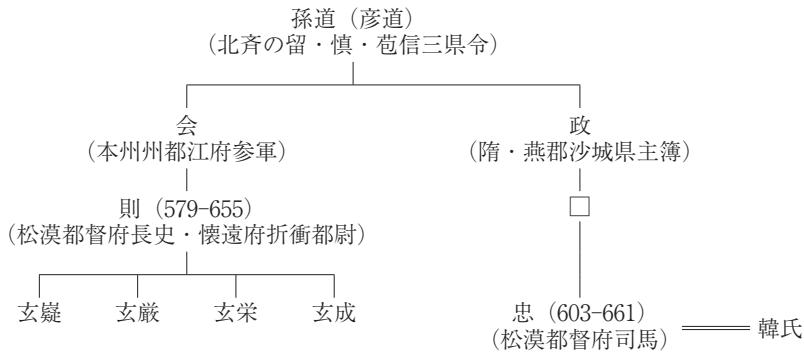 孫道（彦道）
（北斉の留・慎・苞信三県令）
会
（本州州都江府参軍）
政
（隋・燕郡沙城県主簿）
則（579-655）
（松漠都督府長史・懐遠府折衝都尉）
□
玄嶷
玄厳
玄栄
玄成
忠（603-661）
（松漠都督府司馬）
韓氏